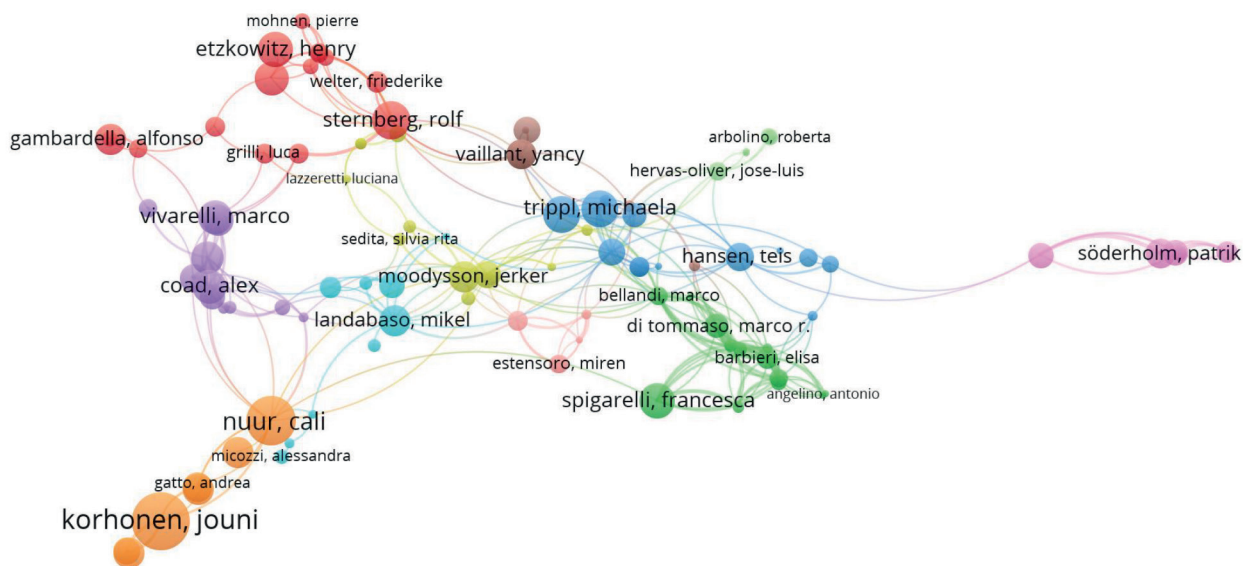 mohnen, pierre
etzkowitz, henry
welter, friederike
sternberg, rolf
gambardella, alfonso
grilli, luca
vaillant, yancy
arbolino, roberta
hervas-oliver, jose-luis
lazzeretti, luciana
vivarelli, marco
trippl, michaela
sedita, silvia rita
hansen, teis
söderholm, patrik
coad, alex
moodysson, jerker
bellandi, marco
landabaso, mikel
di tommaso, marco r.
estensoro, miren
barbieri, elisa
angelino, antonio
spigarelli, francesca
nuur, cali
micozzi, alessandra
gatto, andrea
korhonen, jouni